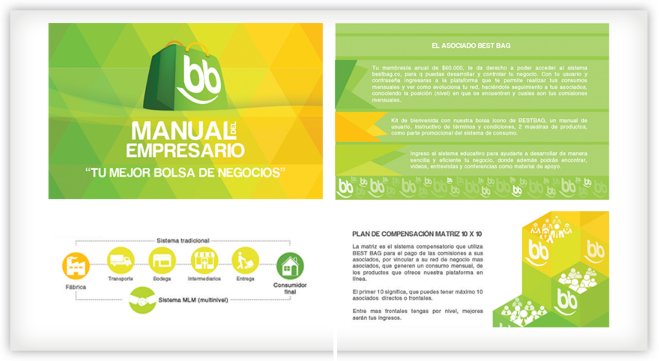 bb
MANUAL DEL
EMPRESARIO
“TU MEJOR BOLSA DE NEGOCIOS”
EL ASOCIADO BEST BAG
Tu membrecia anual de $60.000, te da derecho a poder acceder al sistema
bestbag.co, para q puedas desarrollar y controlar tu negocio. Con tu usuario y
contraseña ingresaras a la plataforma que te permite realizar tus consumos
mensuales y ver como evoluciona tu red, haciéndole seguimiento a tus asociados,
conociendo la posición (nivel) en que se encuentran y cuales son tus comisiones
mensuales.
Kit de bienvenida con nuestra bolsa icono de BESTBAG, un manual de
usuario, instructivo de términos y condiciones, 2 muestras de productos,
como parte promocional del sistema de consumo.
Ingreso al sistema educativo para ayudarte a desarrollar de manera
sencilla y eficiente tu negocio, donde además podrás encontrar,
videos, entrevistas y conferencias como material de apoyo.
bb
Sistema tradicional
Fábrica
Transporte
Bodega
Intermediarios
Entrega
Consumidor
final
Sistema MLM (multinivel)
PLAN DE COMPENSACIÓN MATRIZ 10 X 10
La matriz es el sistema compensatorio que utiliza
BEST BAG para el pago de las comisiones a sus
asociados, por vincular a su red de negocio mas
asociados, que generen un consumo mensual, de
los productos que ofrece nuestra plataforma en
línea.
El primer 10 significa, que puedes tener máximo 10
asociados directos o frontales.
Entre mas frontales tengas por nivel, mejores
serán tus ingresos.
bb
bb
bb